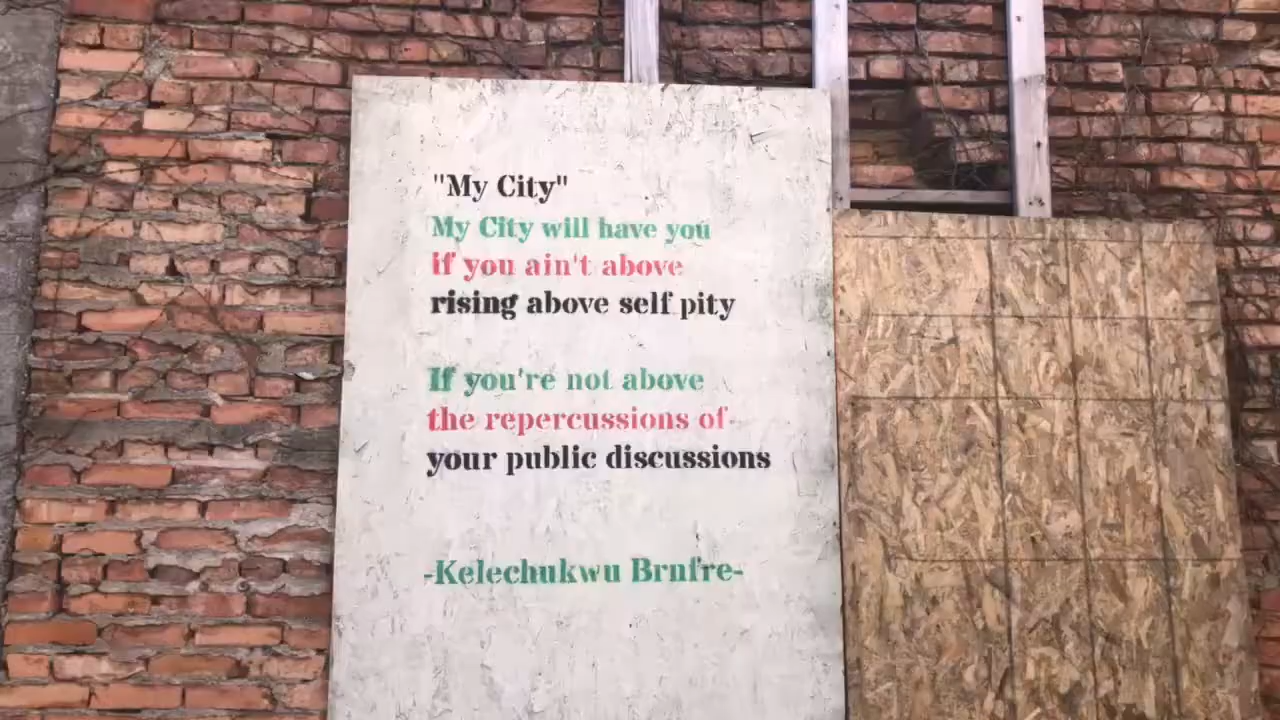 "My City"
My City will have you
if you ain't above
rising above self pity
If you're not above
the repercussions of
your public discussions
-Kelechukwu Brnfre-